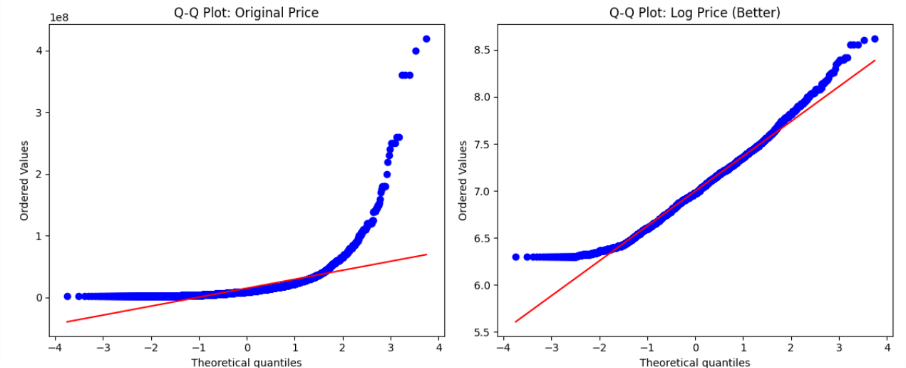 Q-Q Plot: Original Price
1e8
4
3
2
1
0
Ordered Values
−4 −3 −2 −1 0 1 2 3 4
Theoretical quantiles
Q-Q Plot: Log Price (Better)
8.5
8.0
7.5
7.0
6.5
6.0
5.5
Ordered Values
−4 −3 −2 −1 0 1 2 3 4
Theoretical quantiles